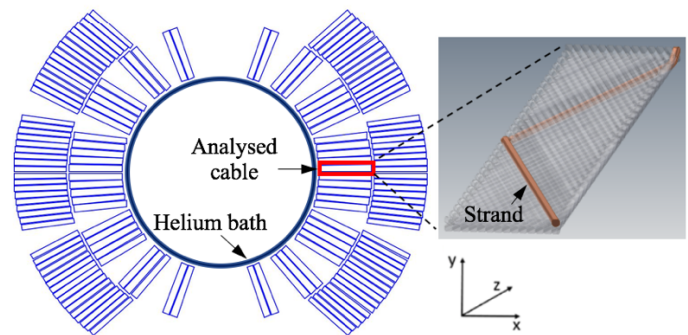 Analysed
cable
Helium bath
Strand
y
z
x